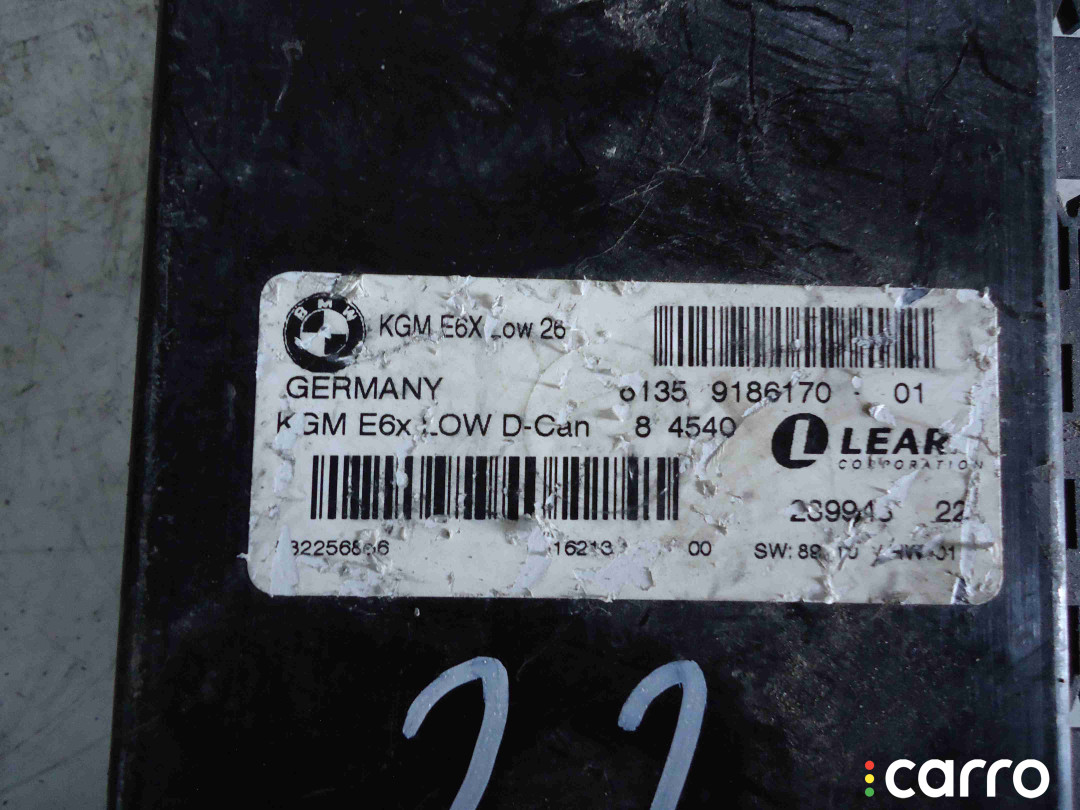 BMW
KGM E6X Low 26
GERMANY
6135 9186170 - 01
KGM E6x LOW D-Can 8 4540
LEAR
CORPORATION
22
00 SW:
22
carro